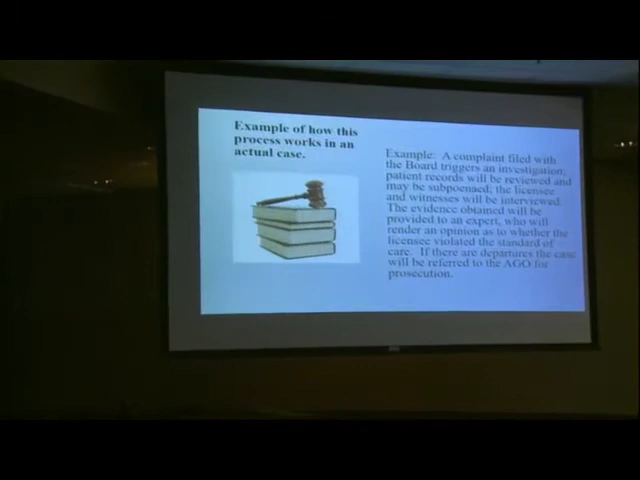 Example of how this
process works in an
actual case.
Example: A complaint filed with
the Board triggers an investigation;
patient records will be reviewed and
may be subpoenaed; the licensee
and witnesses will be interviewed.
The evidence obtained will be
provided to an expert, who will
render an opinion as to whether the
licensee violated the standard of
care. If there are departures the case
will be referred to the AGO for
prosecution.